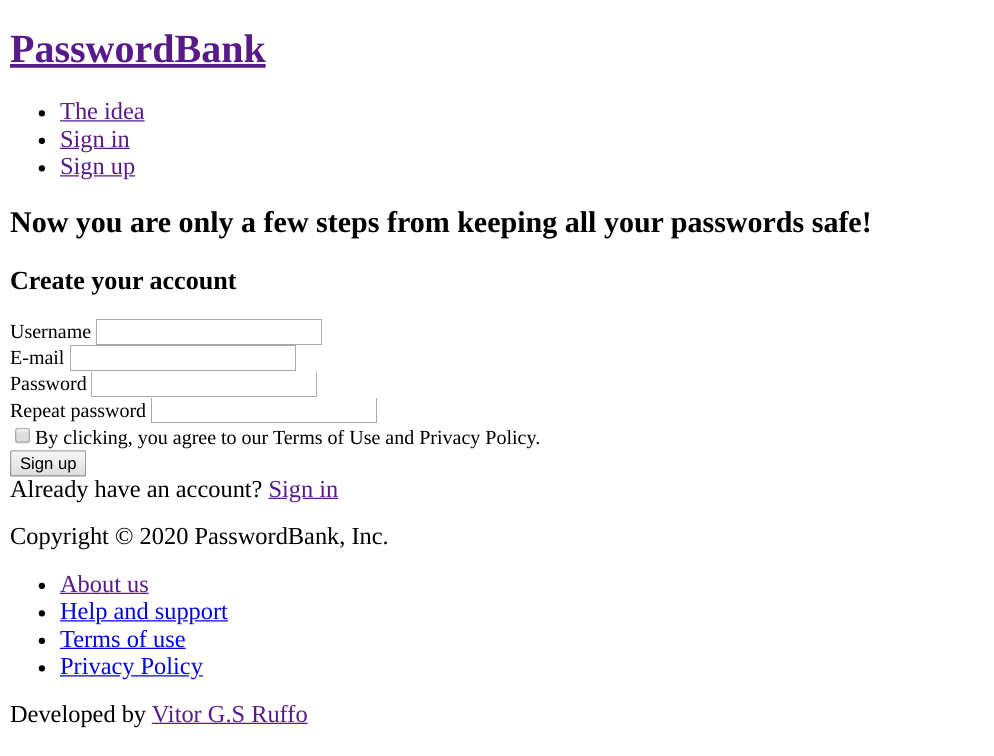 PasswordBank
The idea
Sign in
Sign up
Now you are only a few steps from keeping all your passwords safe!
Create your account
Username
E-mail
Password
Repeat password
By clicking, you agree to our Terms of Use and Privacy Policy.
Sign up
Already have an account? Sign in
Copyright © 2020 PasswordBank, Inc.
About us
Help and support
Terms of use
Privacy Policy
Developed by Vitor G.S Ruffo